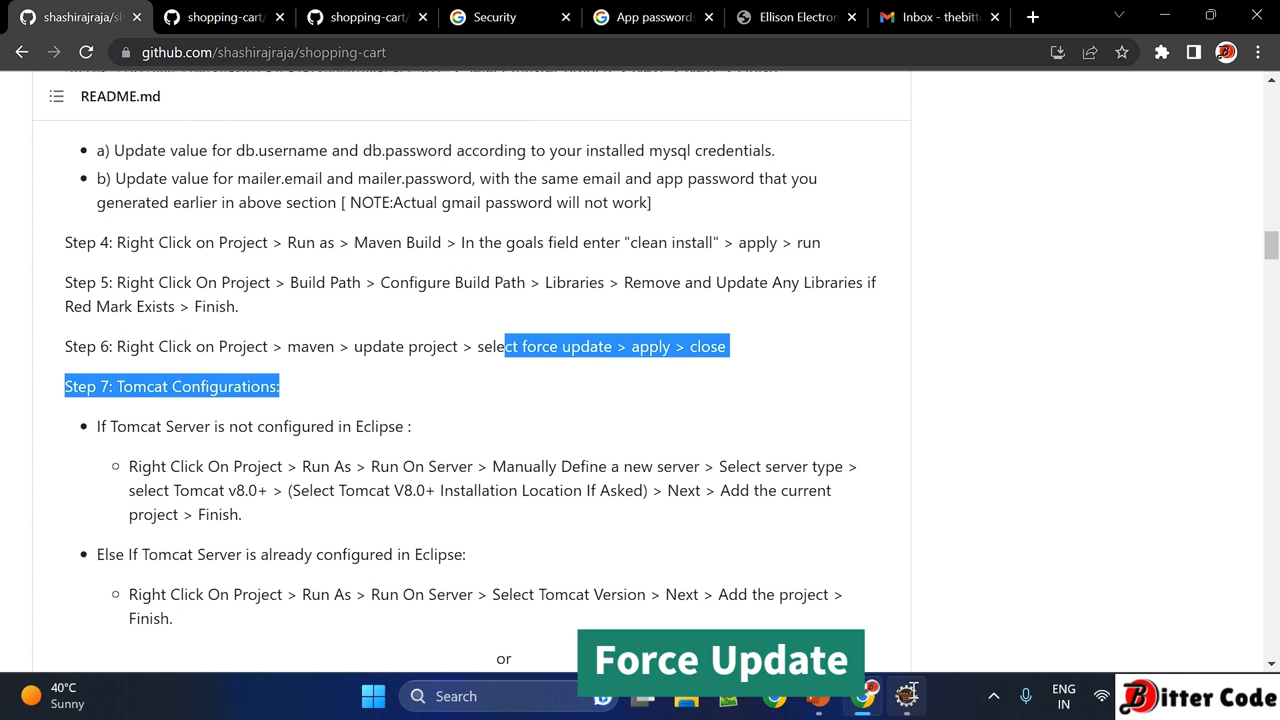 shashirajraja/s
shopping-cart/
shopping-cart/
Security
App passwords
Ellison Electron
Inbox - thebitte
github.com/shashirajraja/shopping-cart
README.md
a) Update value for db.username and db.password according to your installed mysql credentials.
b) Update value for mailer.email and mailer.password, with the same email and app password that you
generated earlier in above section [ NOTE:Actual gmail password will not work]
Step 4: Right Click on Project > Run as > Maven Build > In the goals field enter "clean install" > apply > run
Step 5: Right Click On Project > Build Path > Configure Build Path > Libraries > Remove and Update Any Libraries if
Red Mark Exists > Finish.
Step 6: Right Click on Project > maven > update project > select force update > apply > close
Step 7: Tomcat Configurations:
If Tomcat Server is not configured in Eclipse :
Right Click On Project > Run As > Run On Server > Manually Define a new server > Select server type >
select Tomcat v8.0+ > (Select Tomcat V8.0+ Installation Location If Asked) > Next > Add the current
project > Finish.
Else If Tomcat Server is already configured in Eclipse:
Right Click On Project > Run As > Run On Server > Select Tomcat Version > Next > Add the project >
Finish.
or
Force Update
40°C
Sunny
Search
ENG
IN
Bitter Code